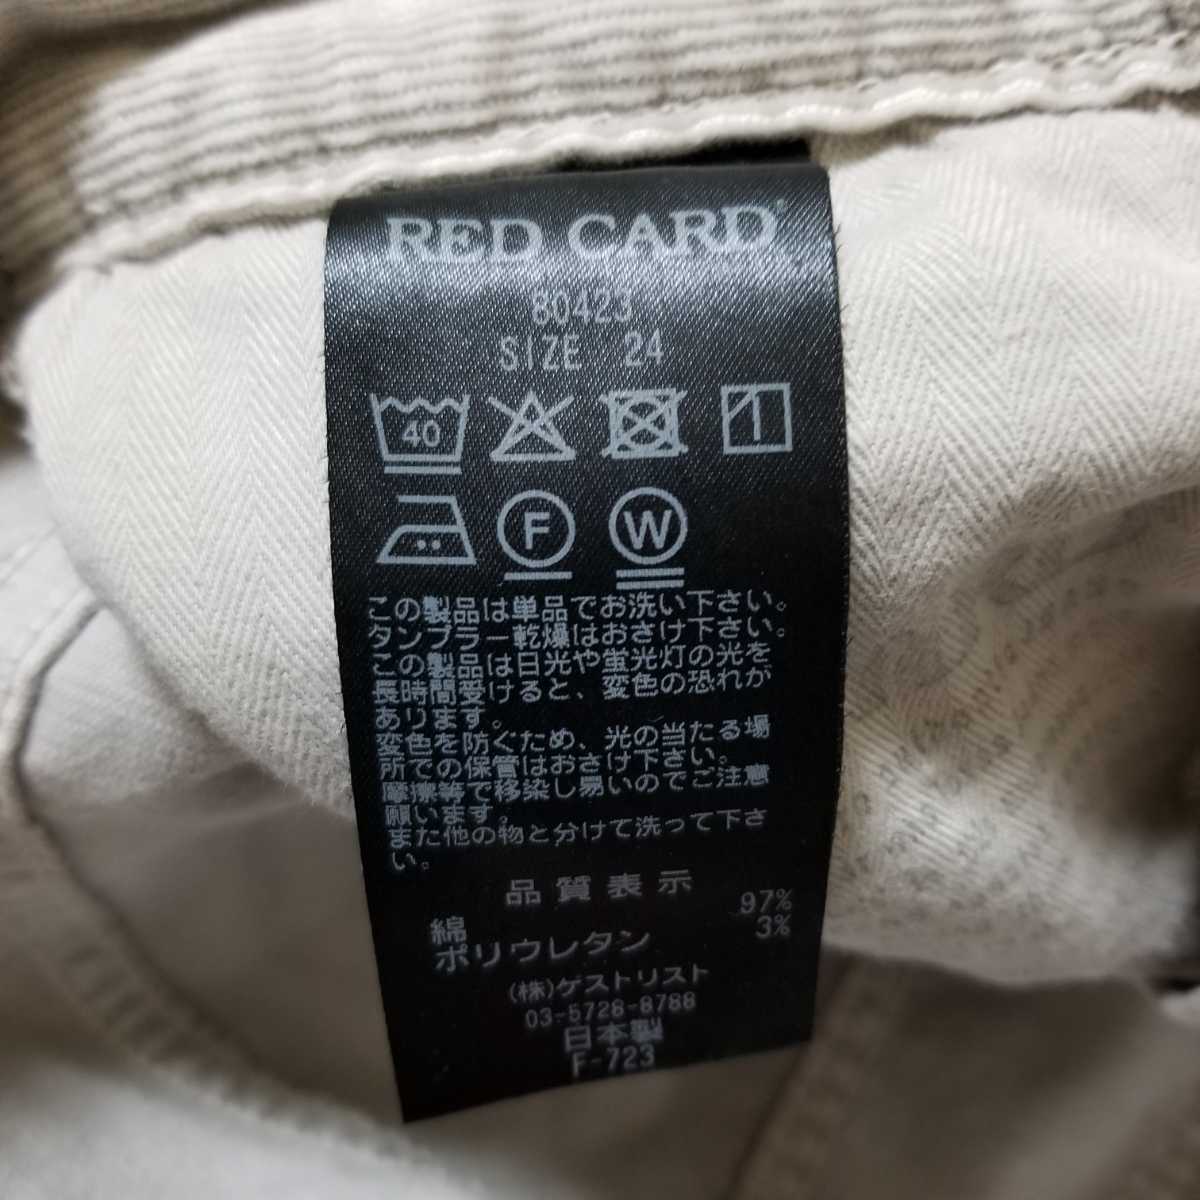 RED CARD
80423
SIZE 24
40
F W
この製品は単品でお洗い下さい。
タンブラー乾燥はおさけ下さい。
この製品は日光や蛍光灯の光を
長時間受けると、変色の恐れが
あります。
変色を防ぐため、光の当たる場
所での保管はおさけ下さい。
摩擦等で移染し易いのでご注意
願います。
また他の物と分けて洗って下さ
い。
品質表示
綿 97%
ポリウレタン 3%
(株)ゲストリスト
03-5728-8788
日本製
F-723